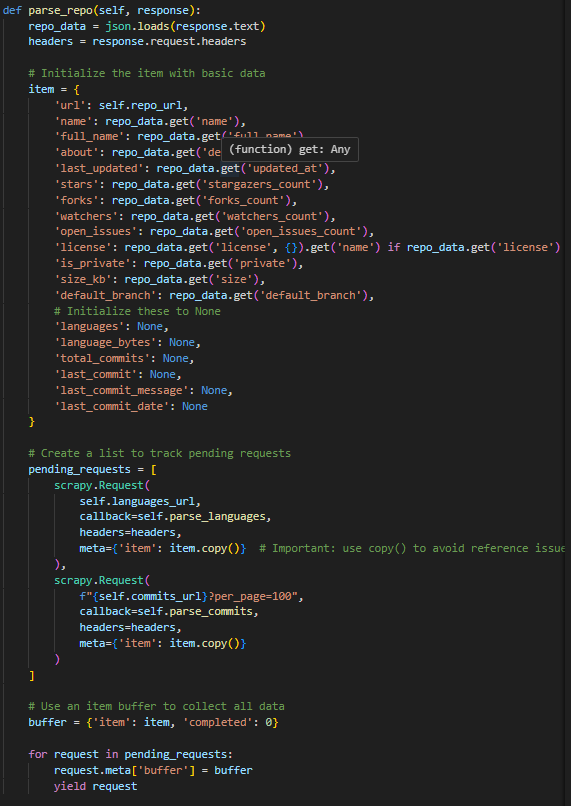 def parse_repo(self, response):
    repo_data = json.loads(response.text)
    headers = response.request.headers

    # Initialize the item with basic data
    item = {
        'url': self.repo_url,
        'name': repo_data.get('name'),
        'full_name': repo_data.get('full_name')
        'about': repo_data.get('de
(function) get: Any
        'last_updated': repo_data.get('updated_at'),
        'stars': repo_data.get('stargazers_count'),
        'forks': repo_data.get('forks_count'),
        'watchers': repo_data.get('watchers_count'),
        'open_issues': repo_data.get('open_issues_count'),
        'license': repo_data.get('license', {}).get('name') if repo_data.get('license')
        'is_private': repo_data.get('private'),
        'size_kb': repo_data.get('size'),
        'default_branch': repo_data.get('default_branch'),
        # Initialize these to None
        'languages': None,
        'language_bytes': None,
        'total_commits': None,
        'last_commit': None,
        'last_commit_message': None,
        'last_commit_date': None
    }

    # Create a list to track pending requests
    pending_requests = [
        scrapy.Request(
            self.languages_url,
            callback=self.parse_languages,
            headers=headers,
            meta={'item': item.copy()}  # Important: use copy() to avoid reference issue
        ),
        scrapy.Request(
            f"{self.commits_url}?per_page=100",
            callback=self.parse_commits,
            headers=headers,
            meta={'item': item.copy()}
        )
    ]

    # Use an item buffer to collect all data
    buffer = {'item': item, 'completed': 0}

    for request in pending_requests:
        request.meta['buffer'] = buffer
        yield request